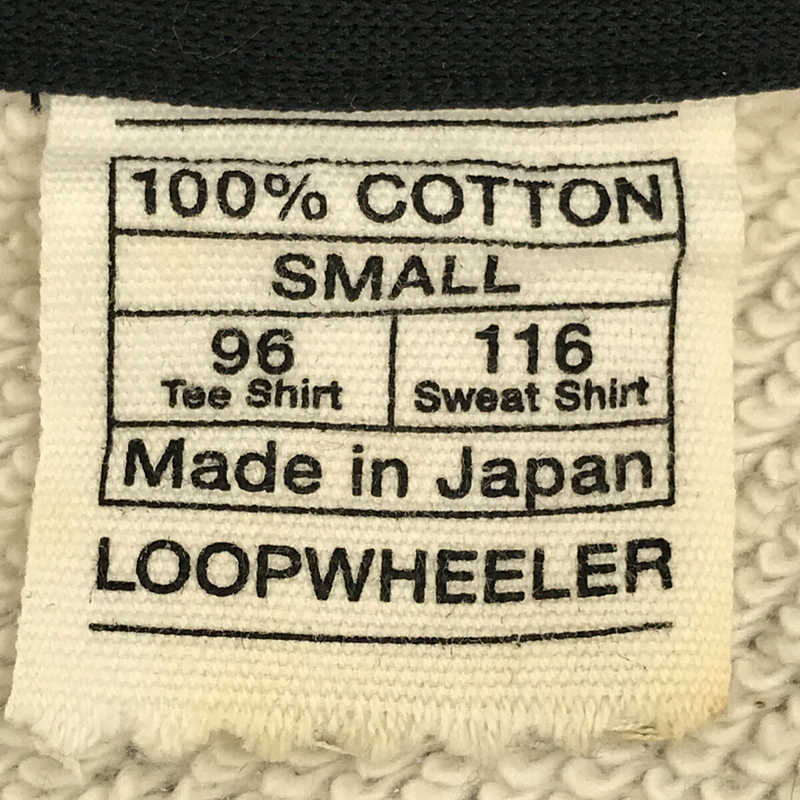 100% COTTON
SMALL
96 116
Tee Shirt Sweat Shirt
Made in Japan
LOOPWHEELER